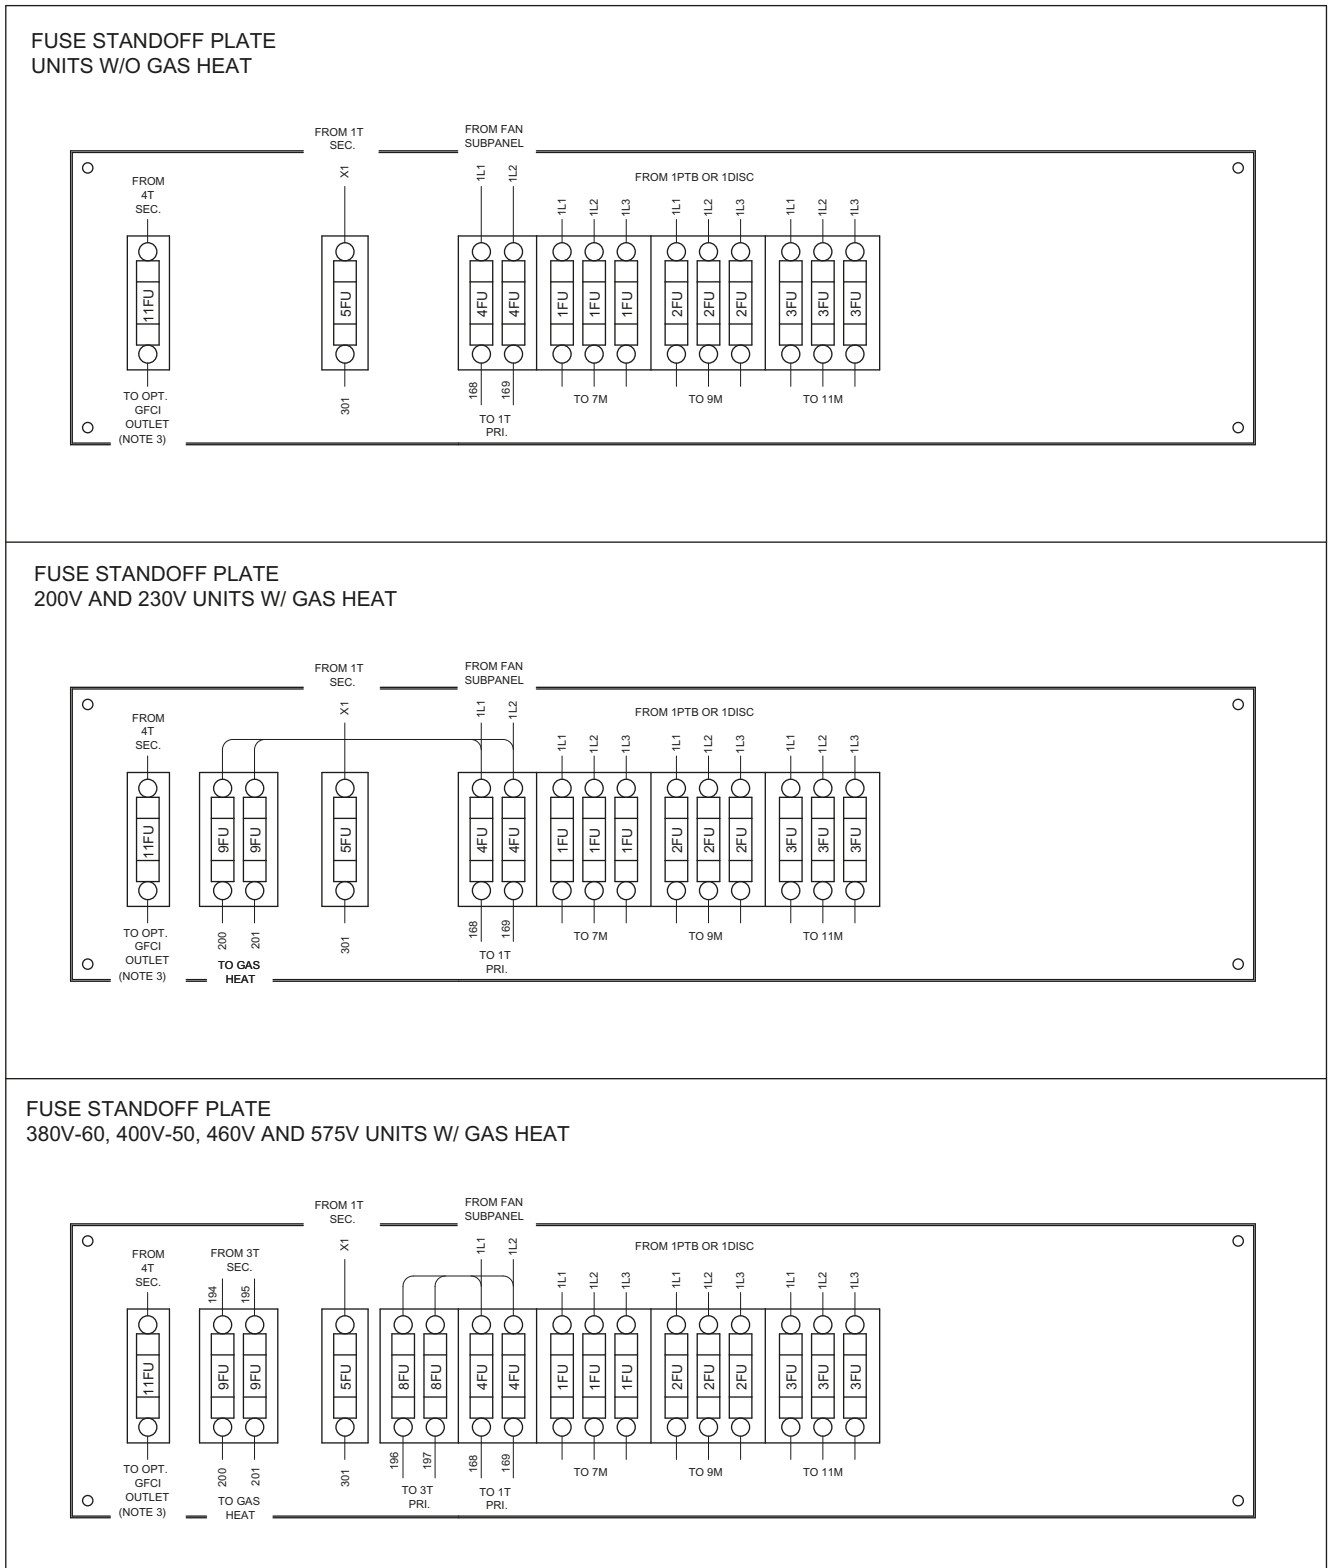 FUSE STANDOFF PLATE
UNITS W/O GAS HEAT
FROM 1T
SEC.
X1
FROM FAN
SUBPANEL
1L1
1L2
FROM
4T
SEC.
FROM 1PTB OR 1DISC
1L1
1L2
1L3
1L1
1L2
1L3
1L1
1L2
1L3
11FU
5FU
4FU
4FU
1FU
1FU
1FU
2FU
2FU
2FU
3FU
3FU
3FU
TO OPT.
GFCI
OUTLET
(NOTE 3)
301
168
169
TO 1T
PRI.
TO 7M
TO 9M
TO 11M
FUSE STANDOFF PLATE
200V AND 230V UNITS W/ GAS HEAT
FROM 1T
SEC.
X1
FROM FAN
SUBPANEL
1L1
1L2
FROM
4T
SEC.
FROM 1PTB OR 1DISC
1L1
1L2
1L3
1L1
1L2
1L3
1L1
1L2
1L3
11FU
9FU
9FU
5FU
4FU
4FU
1FU
1FU
1FU
2FU
2FU
2FU
3FU
3FU
3FU
TO OPT.
GFCI
OUTLET
(NOTE 3)
200
201
TO GAS
HEAT
301
168
169
TO 1T
PRI.
TO 7M
TO 9M
TO 11M
FUSE STANDOFF PLATE
380V-60, 400V-50, 460V AND 575V UNITS W/ GAS HEAT
FROM 1T
SEC.
X1
FROM FAN
SUBPANEL
1L1
1L2
FROM
4T
SEC.
FROM 3T
SEC.
194
195
FROM 1PTB OR 1DISC
1L1
1L2
1L3
1L1
1L2
1L3
1L1
1L2
1L3
11FU
9FU
9FU
5FU
8FU
8FU
4FU
4FU
1FU
1FU
1FU
2FU
2FU
2FU
3FU
3FU
3FU
TO OPT.
GFCI
OUTLET
(NOTE 3)
200
201
TO GAS
HEAT
301
196
197
TO 3T
PRI.
168
169
TO 1T
PRI.
TO 7M
TO 9M
TO 11M